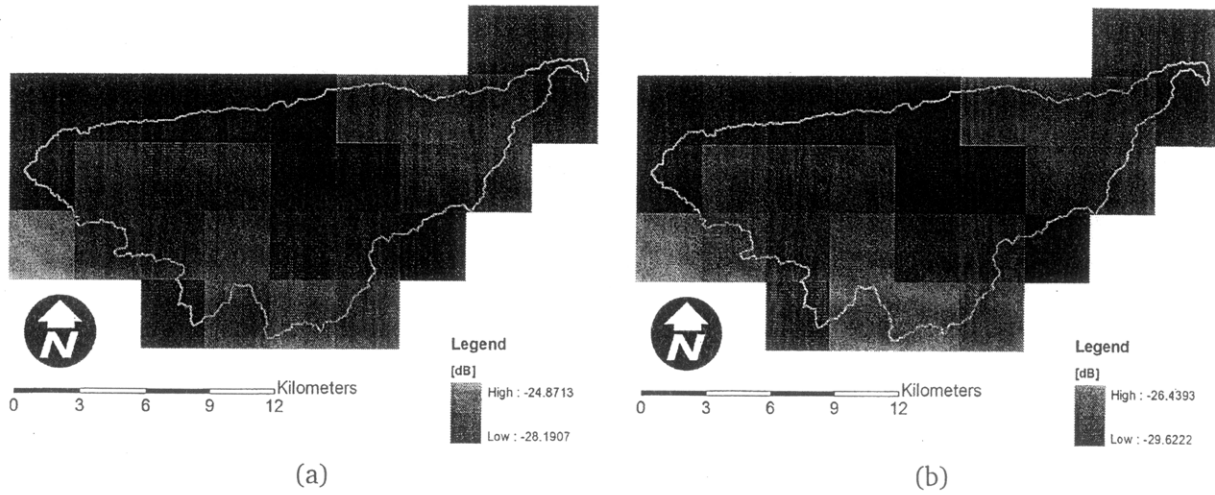 N
Kilometers
0 3 6 9 12
Legend
[dB]
High : -24.8713
Low : -28.1907
(a)
N
Kilometers
0 3 6 9 12
Legend
[dB]
High : -26.4393
Low : -29.6222
(b)